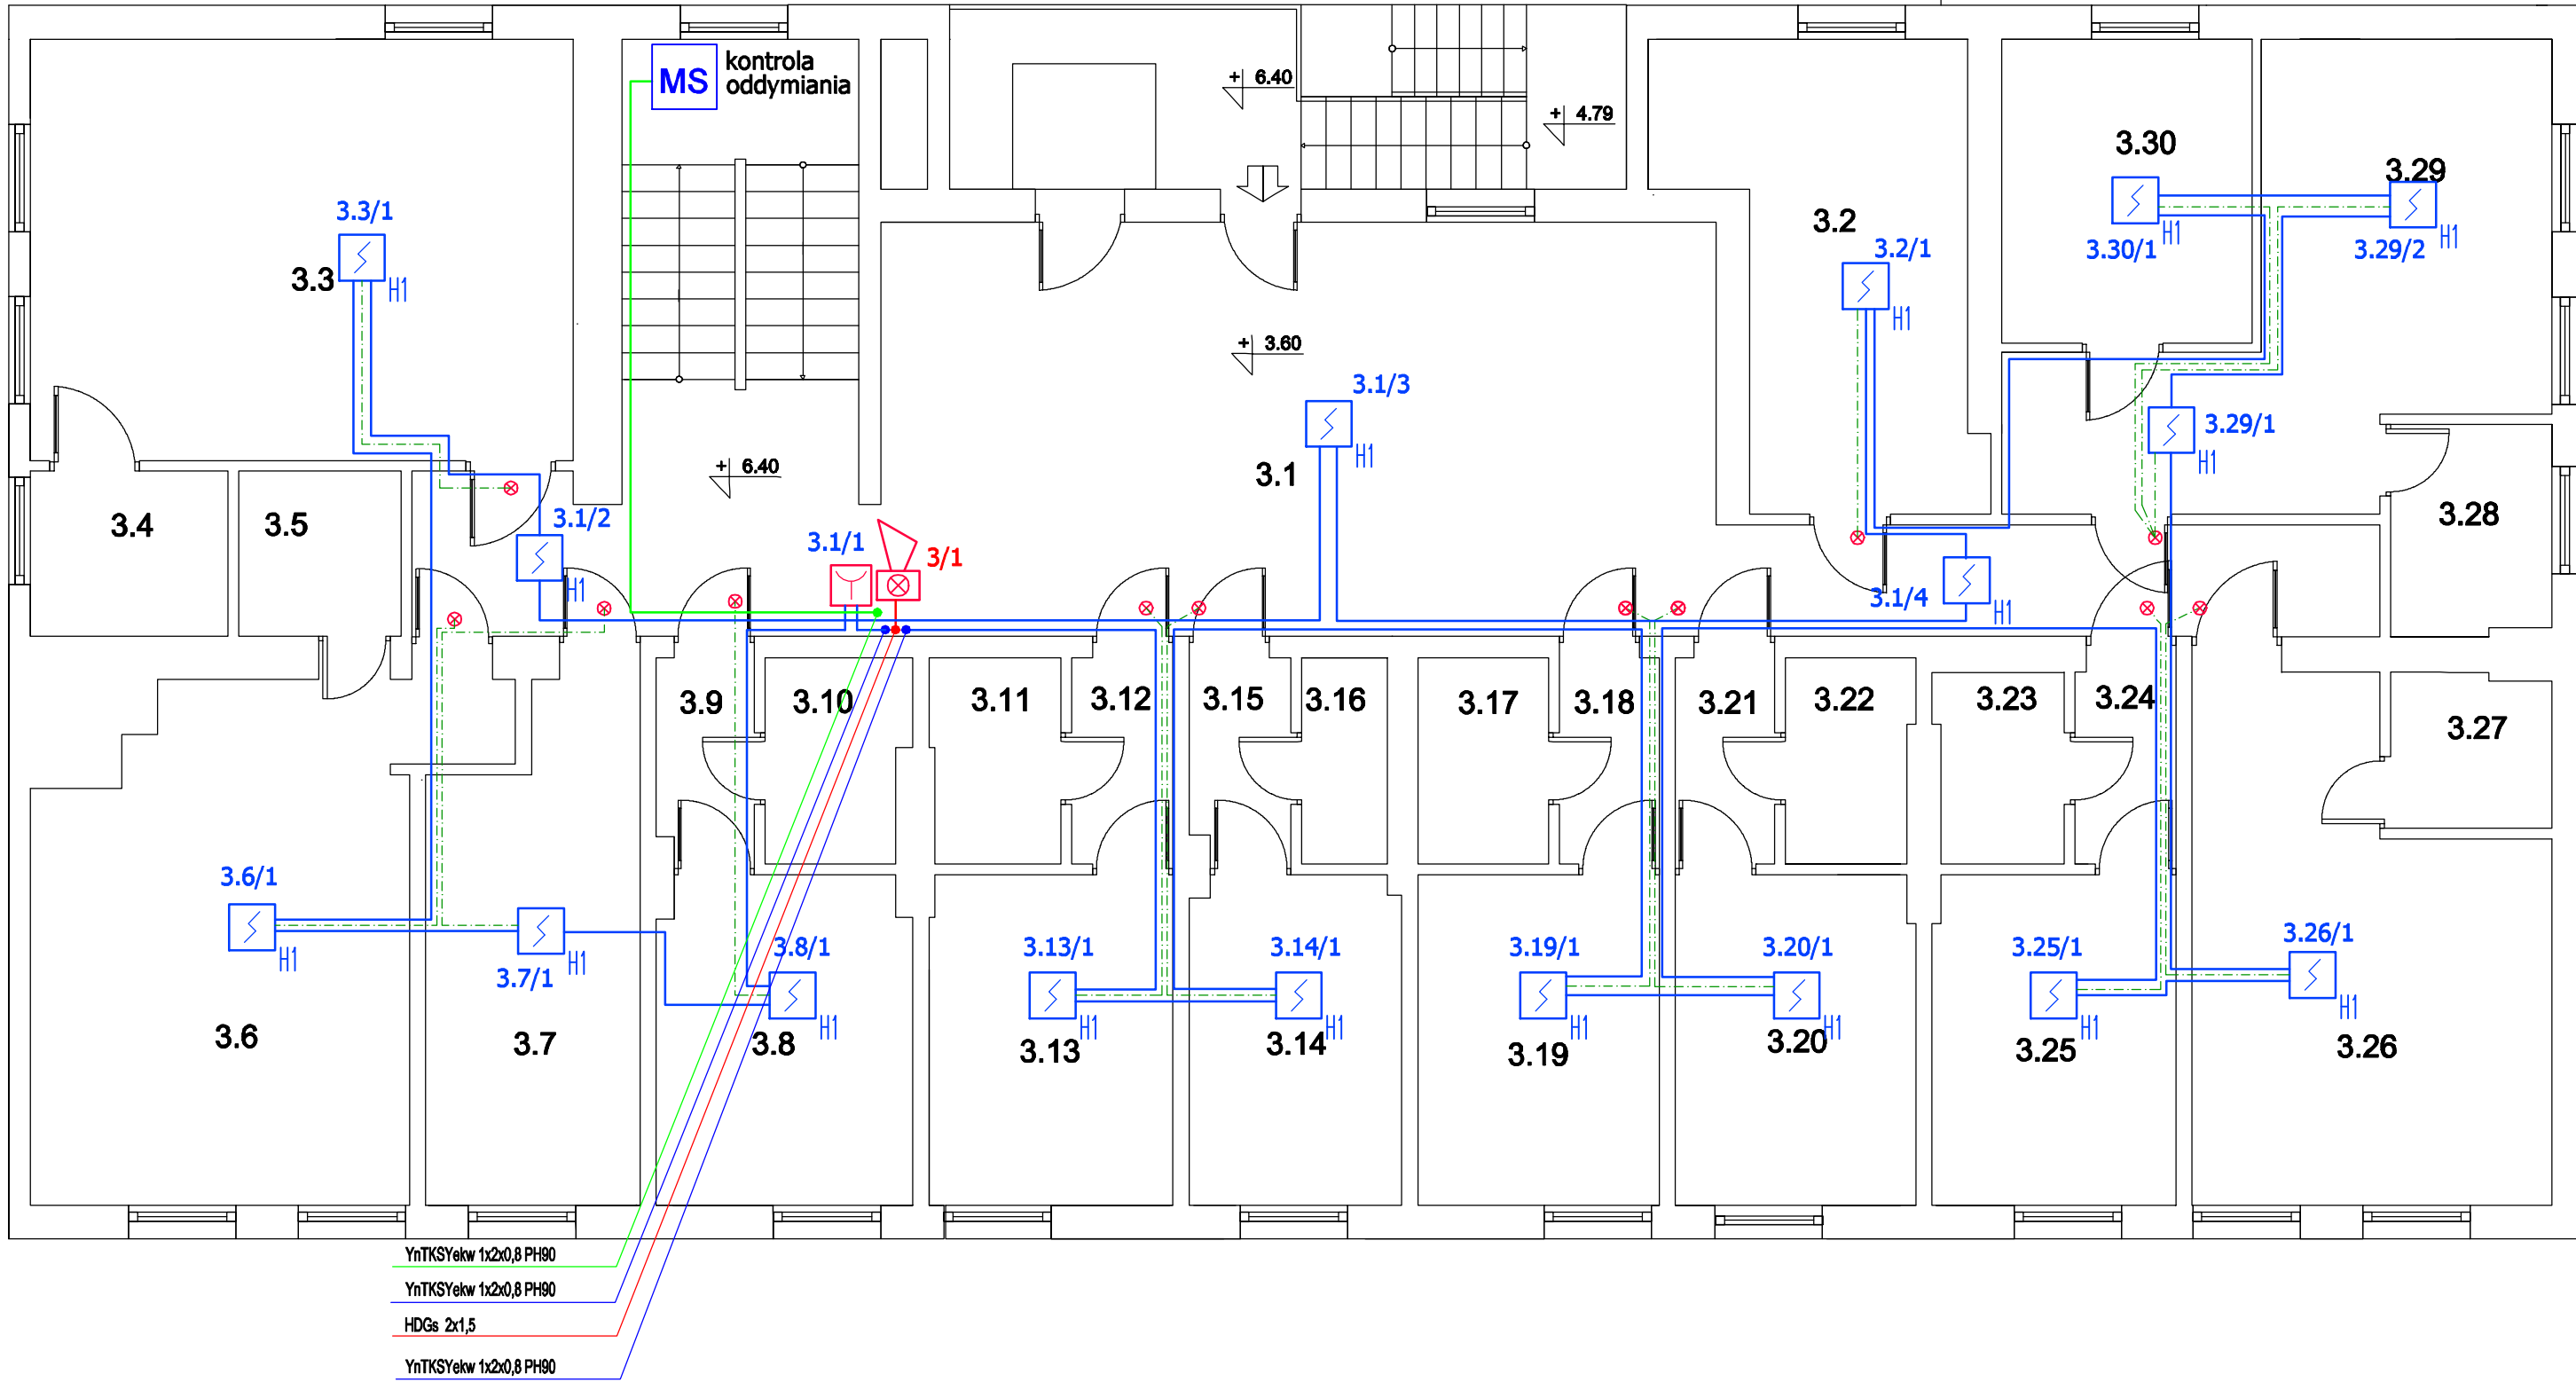 MS
kontrola
oddymiania
+ 6.40
+ 4.79
3.30
3.29
3.3/1
3.2
3.2/1
H1
3.30/1
H1
3.29/2
H1
3.3
H1
+ 3.60
3.1/3
H1
3.29/1
H1
3.1
+ 6.40
3.4
3.5
3.1/2
H1
3.1/1
3/1
3.28
3.1/4
H1
3.9
3.10
3.11
3.12
3.15
3.16
3.17
3.18
3.21
3.22
3.23
3.24
3.27
3.6/1
H1
3.7/1
H1
3.8/1
H1
3.13/1
H1
3.14/1
H1
3.19/1
H1
3.20/1
H1
3.25/1
H1
3.26/1
H1
3.6
3.7
3.8
3.13
3.14
3.19
3.20
3.25
3.26
YnTKSYekw 1x2x0,8 PH90
YnTKSYekw 1x2x0,8 PH90
HDGs 2x1,5
YnTKSYekw 1x2x0,8 PH90